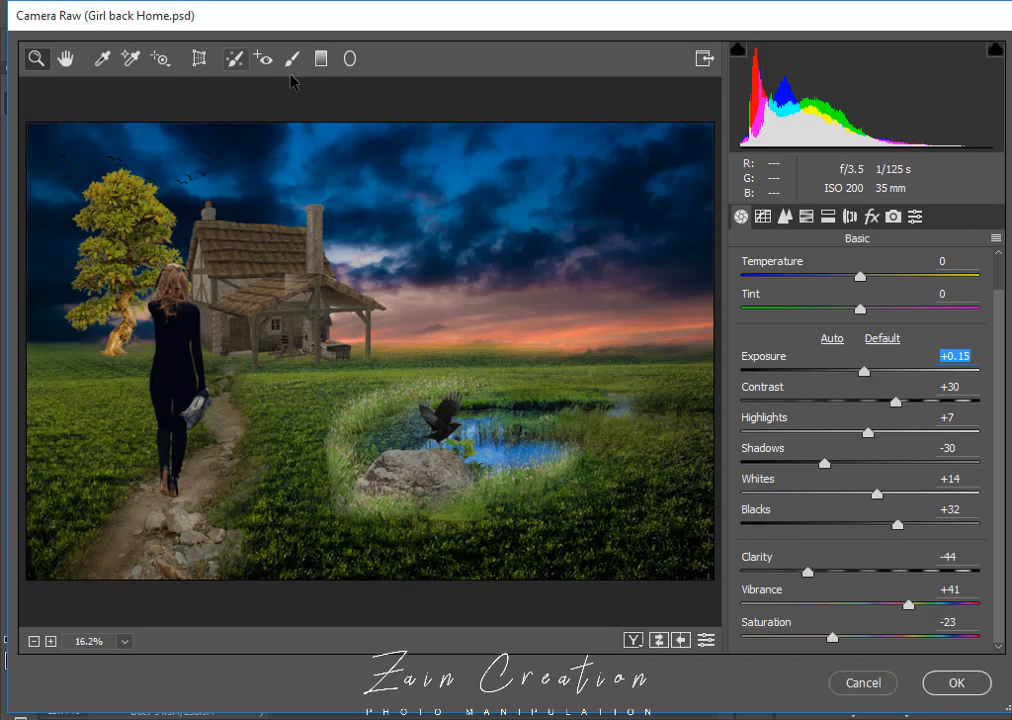 Camera Raw (Girl back Home.psd)
R: ---
G: ---
B: ---
f/3.5 1/125 s
ISO 200 35 mm
fx
Basic
Temperature 0
Tint 0
Auto Default
Exposure +0.15
Contrast +30
Highlights +7
Shadows -30
Whites +14
Blacks +32
Clarity -44
Vibrance +41
Saturation -23
16.2%
Y
Zain Creation
PHOTO MANIPULATION
Cancel OK